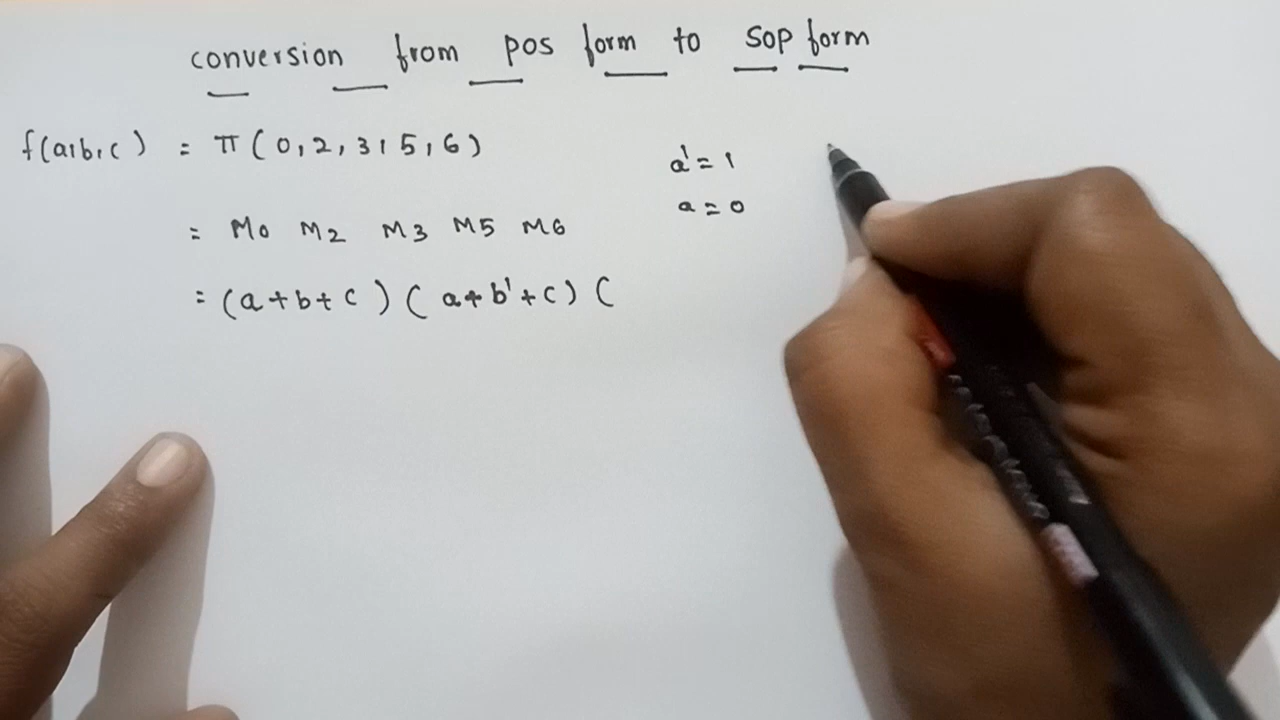 conversion from pos form to sop form
f(a,b,c) = π(0,2,3,5,6)
a' = 1
a = 0
= M0 M2 M3 M5 M6
= (a+b+c)(a+b'+c)(